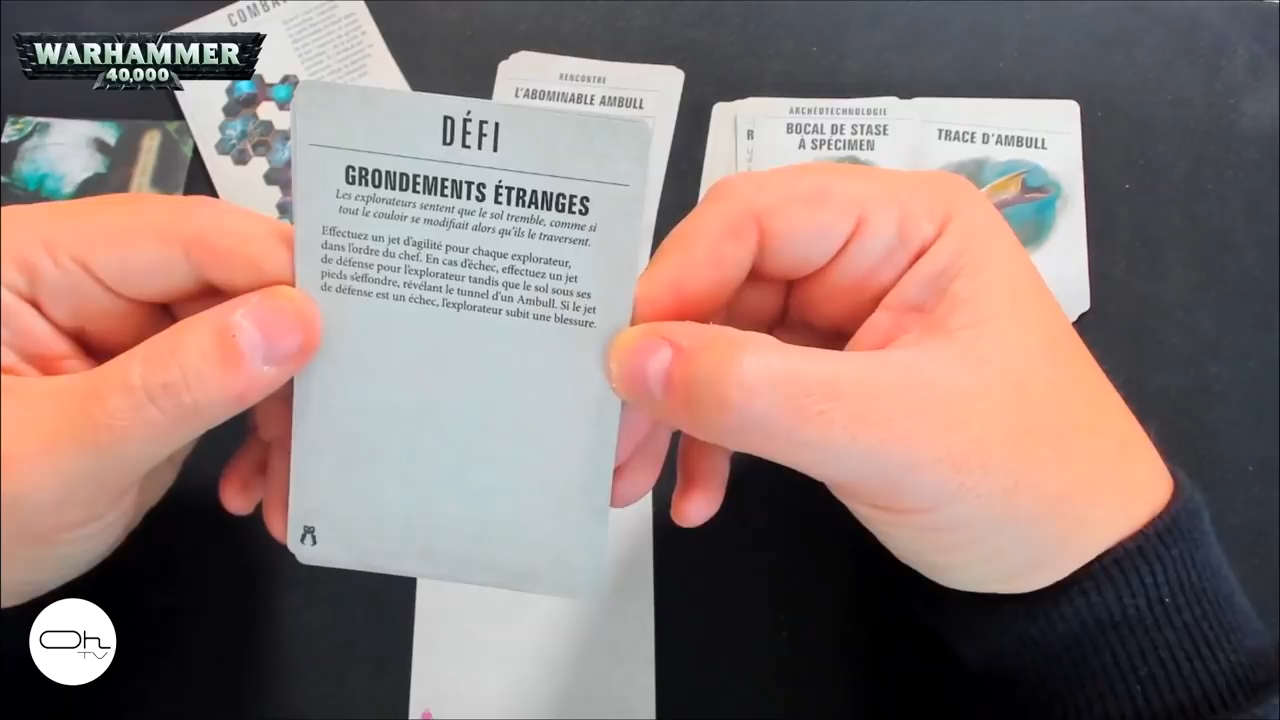 WARHAMMER
40,000
COMBA
RENCONTRE
L'ABOMINABLE AMBULL
ARCHÉOTECHNOLOGIE
BOCAL DE STASE
À SPÉCIMEN
TRACE D'AMBULL
DÉFI
GRONDEMENTS ÉTRANGES
Les explorateurs sentent que le sol tremble, comme si
tout le couloir se modifiait alors qu'ils le traversent.
Effectuez un jet d'agilité pour chaque explorateur,
dans l'ordre du chef. En cas d'échec, effectuez un jet
de défense pour l'explorateur tandis que le sol sous ses
pieds s'effondre, révélant le tunnel d'un Ambull. Si le jet
de défense est un échec, l'explorateur subit une blessure.
Oh
TV